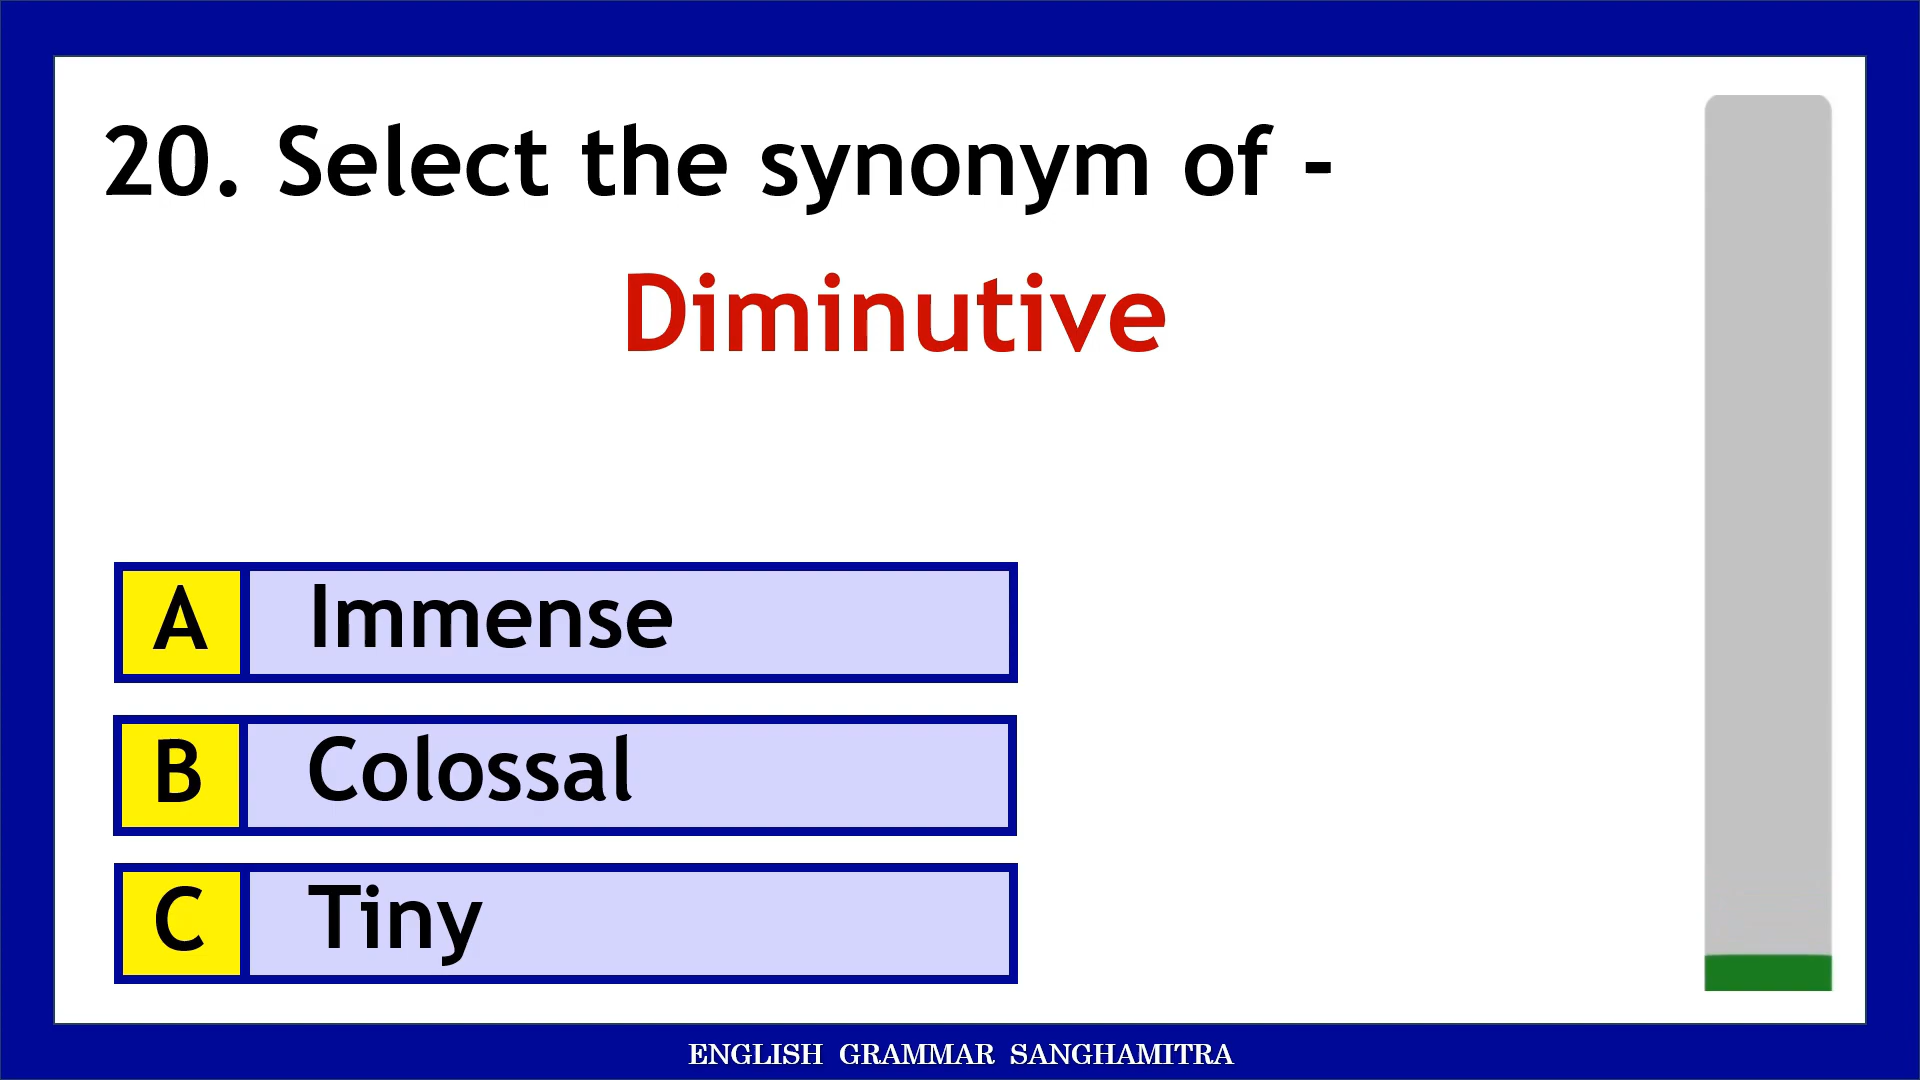 20. Select the synonym of -
Diminutive
A Immense
B Colossal
C Tiny
ENGLISH GRAMMAR SANGHAMITRA